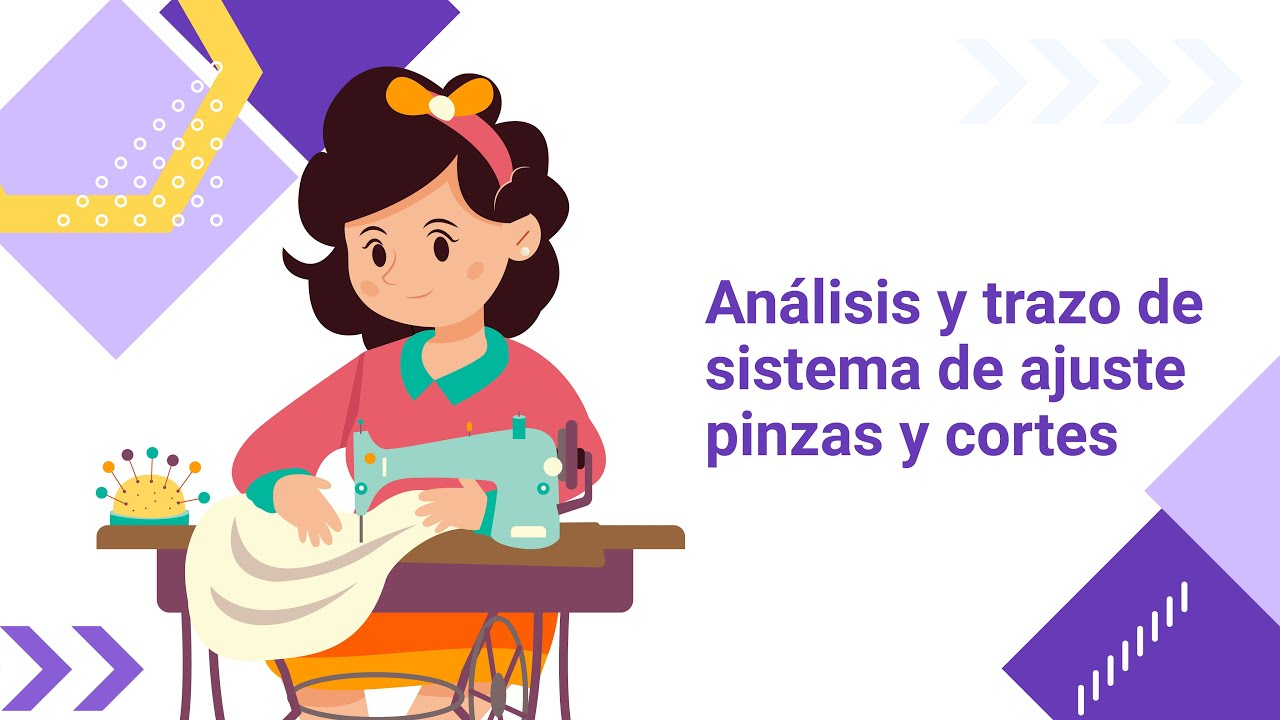 Análisis y trazo de
sistema de ajuste
pinzas y cortes